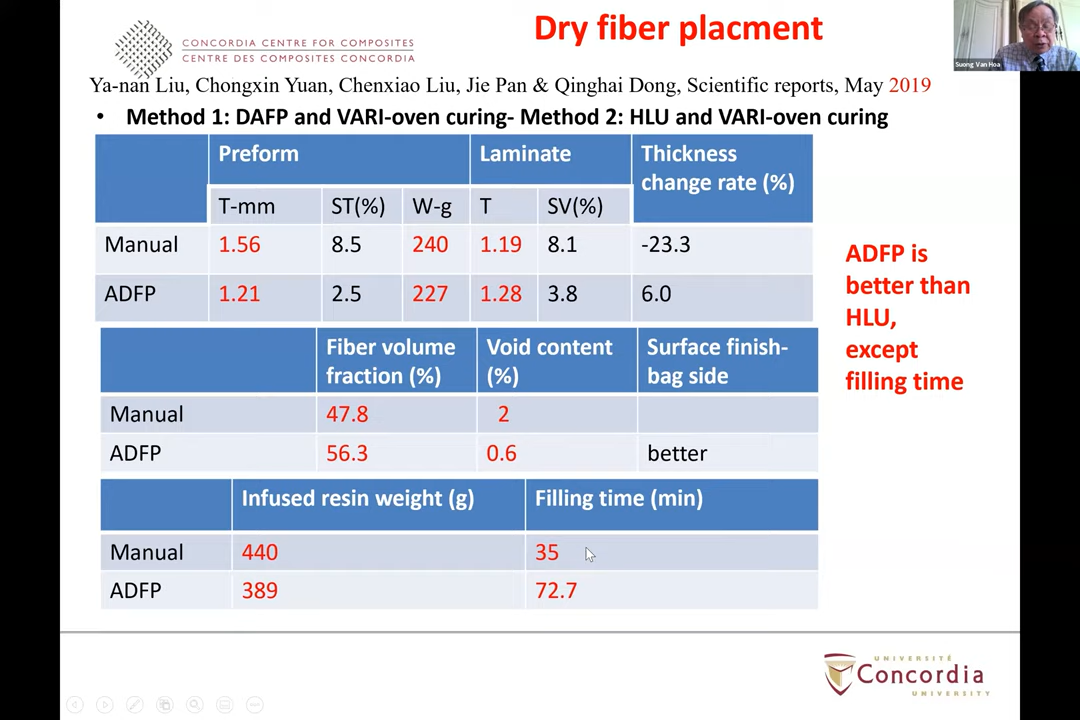 Dry fiber placment
CONCORDIA CENTRE FOR COMPOSITES
CENTRE DES COMPOSITES CONCORDIA
Suong Van Hoa
Ya-nan Liu, Chongxin Yuan, Chenxiao Liu, Jie Pan & Qinghai Dong, Scientific reports, May 2019
• Method 1: DAFP and VARI-oven curing- Method 2: HLU and VARI-oven curing
Preform Laminate Thickness change rate (%)
T-mm ST(%) W-g T SV(%)
Manual 1.56 8.5 240 1.19 8.1 -23.3
ADFP 1.21 2.5 227 1.28 3.8 6.0
ADFP is
better than
HLU,
except
filling time
Fiber volume fraction (%) Void content (%) Surface finish- bag side
Manual 47.8 2
ADFP 56.3 0.6 better
Infused resin weight (g) Filling time (min)
Manual 440 35
ADFP 389 72.7
UNIVERSITÉ
Concordia
UNIVERSITY